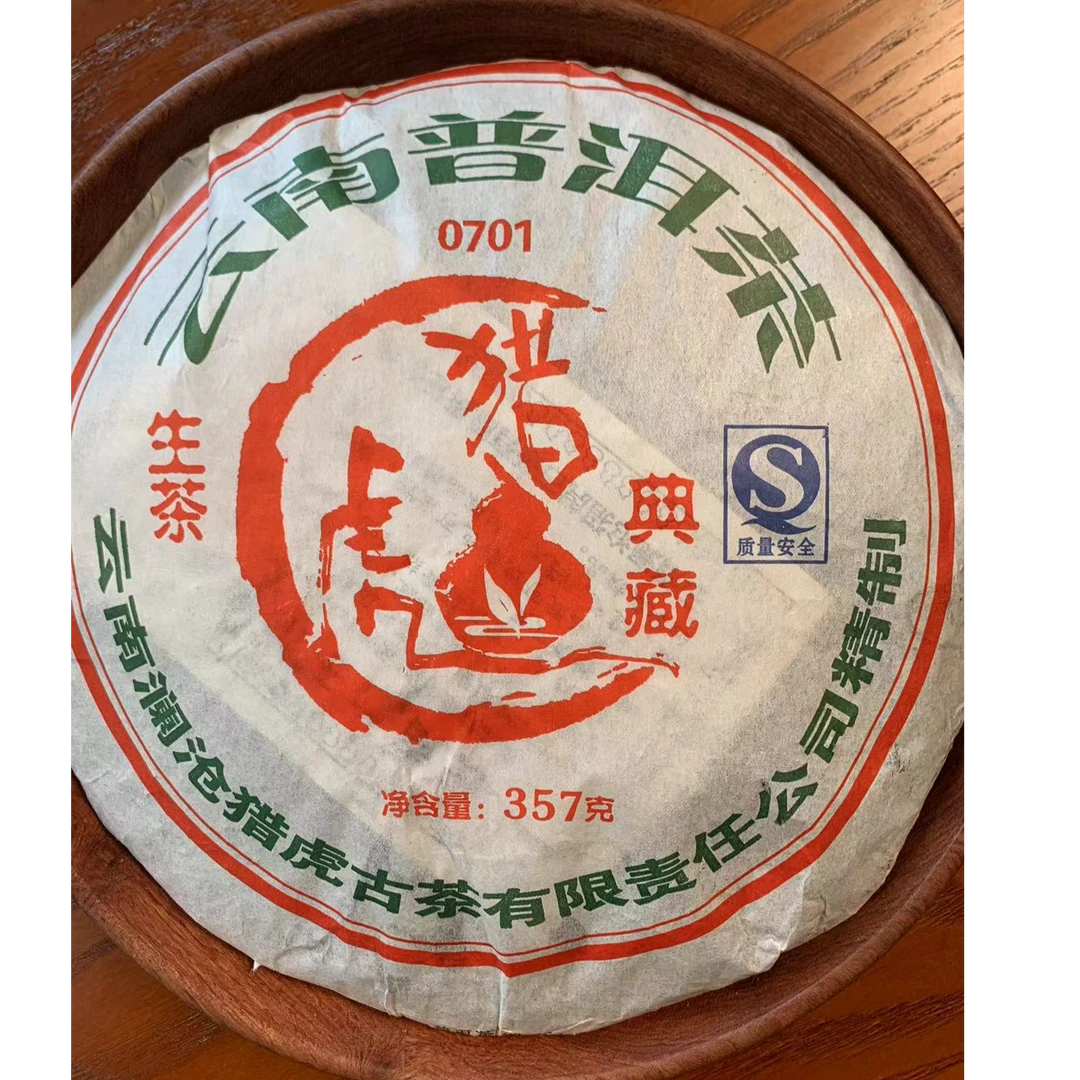 云南普洱茶
0701
猎
虎
生茶
典藏
S
质量安全
净含量：357克
云南澜沧猎虎古茶有限责任公司精制